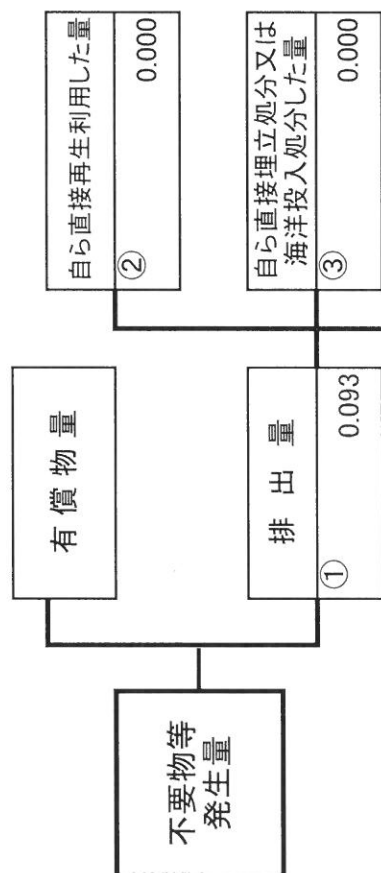 不要物等
発生量
有償物量
排出量
①
0.093
自ら直接再生利用した量
②
0.000
自ら直接埋立処分又は
海洋投入処分した量
③
0.000